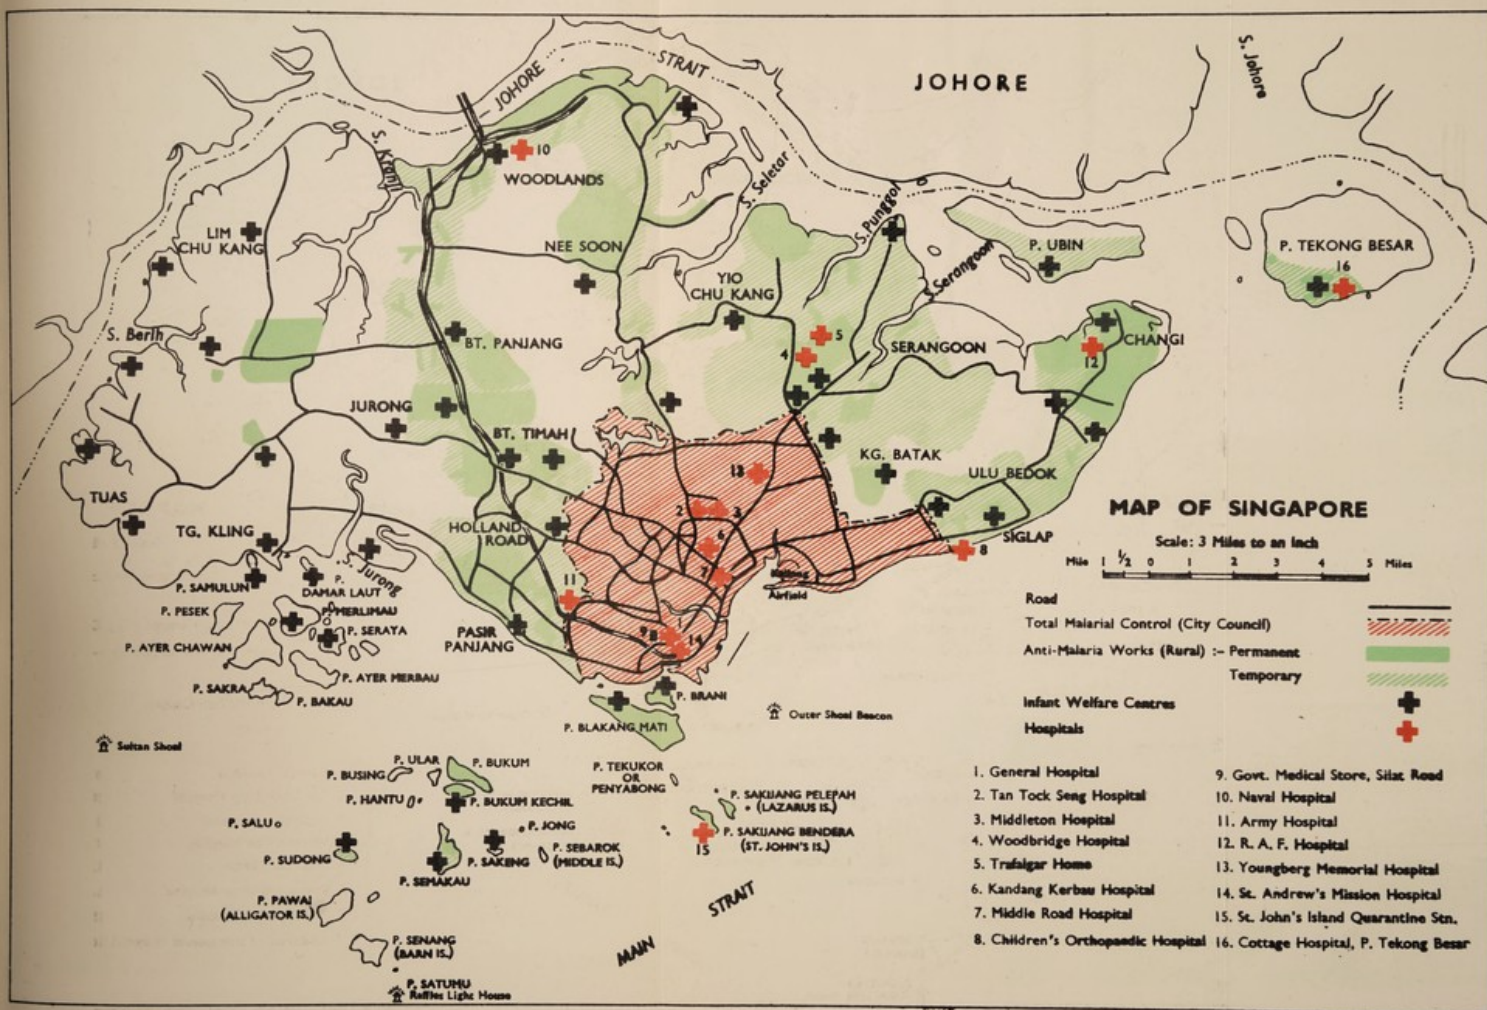 JOHORE STRAIT
JOHORE
S. Johore
S. Kranji
10
WOODLANDS
S. Seletar
S. Punggol
LIM
CHU KANG
NEE SOON
S. Serangoon
P. UBIN
P. TEKONG BESAR
16
YIO
CHU KANG
S. Berih
BT. PANJANG
5
4
SERANGOON
CHANGI
12
JURONG
BT. TIMAH
KG. BATAK
13
ULU BEDOK
TUAS
2
3
HOLLAND
ROAD
TG. KLING
6
SIGLAP
8
S. Jurong
7
Kallang
Airfield
11
P. SAMULUN
P.
DAMAR LAUT
P. PESEK
P. MERLIMAU
P. SERAYA
P. AYER CHAWAN
PASIR
PANJANG
9
1
14
P. AYER MERBAU
P. SAKRA
P. BAKAU
P. BRANI
P. BLAKANG MATI
Outer Shoal Beacon
Sultan Shoal
P. ULAR
P. BUKUM
P. BUSING
P. TEKUKOR
OR
PENYABONG
P. HANTU
P. BUKUM KECHIL
P. SAKIJANG PELEPAH
(LAZARUS IS.)
P. SALU
P. JONG
P. SAKIJANG BENDERA
(ST. JOHN'S IS.)
15
P. SUDONG
P. SAKENG
P. SEBAROK
(MIDDLE IS.)
P. SEMAKAU
P. PAWAI
(ALLIGATOR IS.)
P. SENANG
(BARN IS.)
P. SATUMU
Raffles Light House
MAIN STRAIT
MAP OF SINGAPORE
Scale: 3 Miles to an Inch
Mile 1 ½ 0 1 2 3 4 5 Miles
Road
Total Malarial Control (City Council)
Anti-Malaria Works (Rural) :– Permanent
Temporary
Infant Welfare Centres
Hospitals
1. General Hospital
2. Tan Tock Seng Hospital
3. Middleton Hospital
4. Woodbridge Hospital
5. Trafalgar Home
6. Kandang Kerbau Hospital
7. Middle Road Hospital
8. Children's Orthopaedic Hospital
9. Govt. Medical Store, Silat Road
10. Naval Hospital
11. Army Hospital
12. R. A. F. Hospital
13. Youngberg Memorial Hospital
14. St. Andrew's Mission Hospital
15. St. John's Island Quarantine Stn.
16. Cottage Hospital, P. Tekong Besar